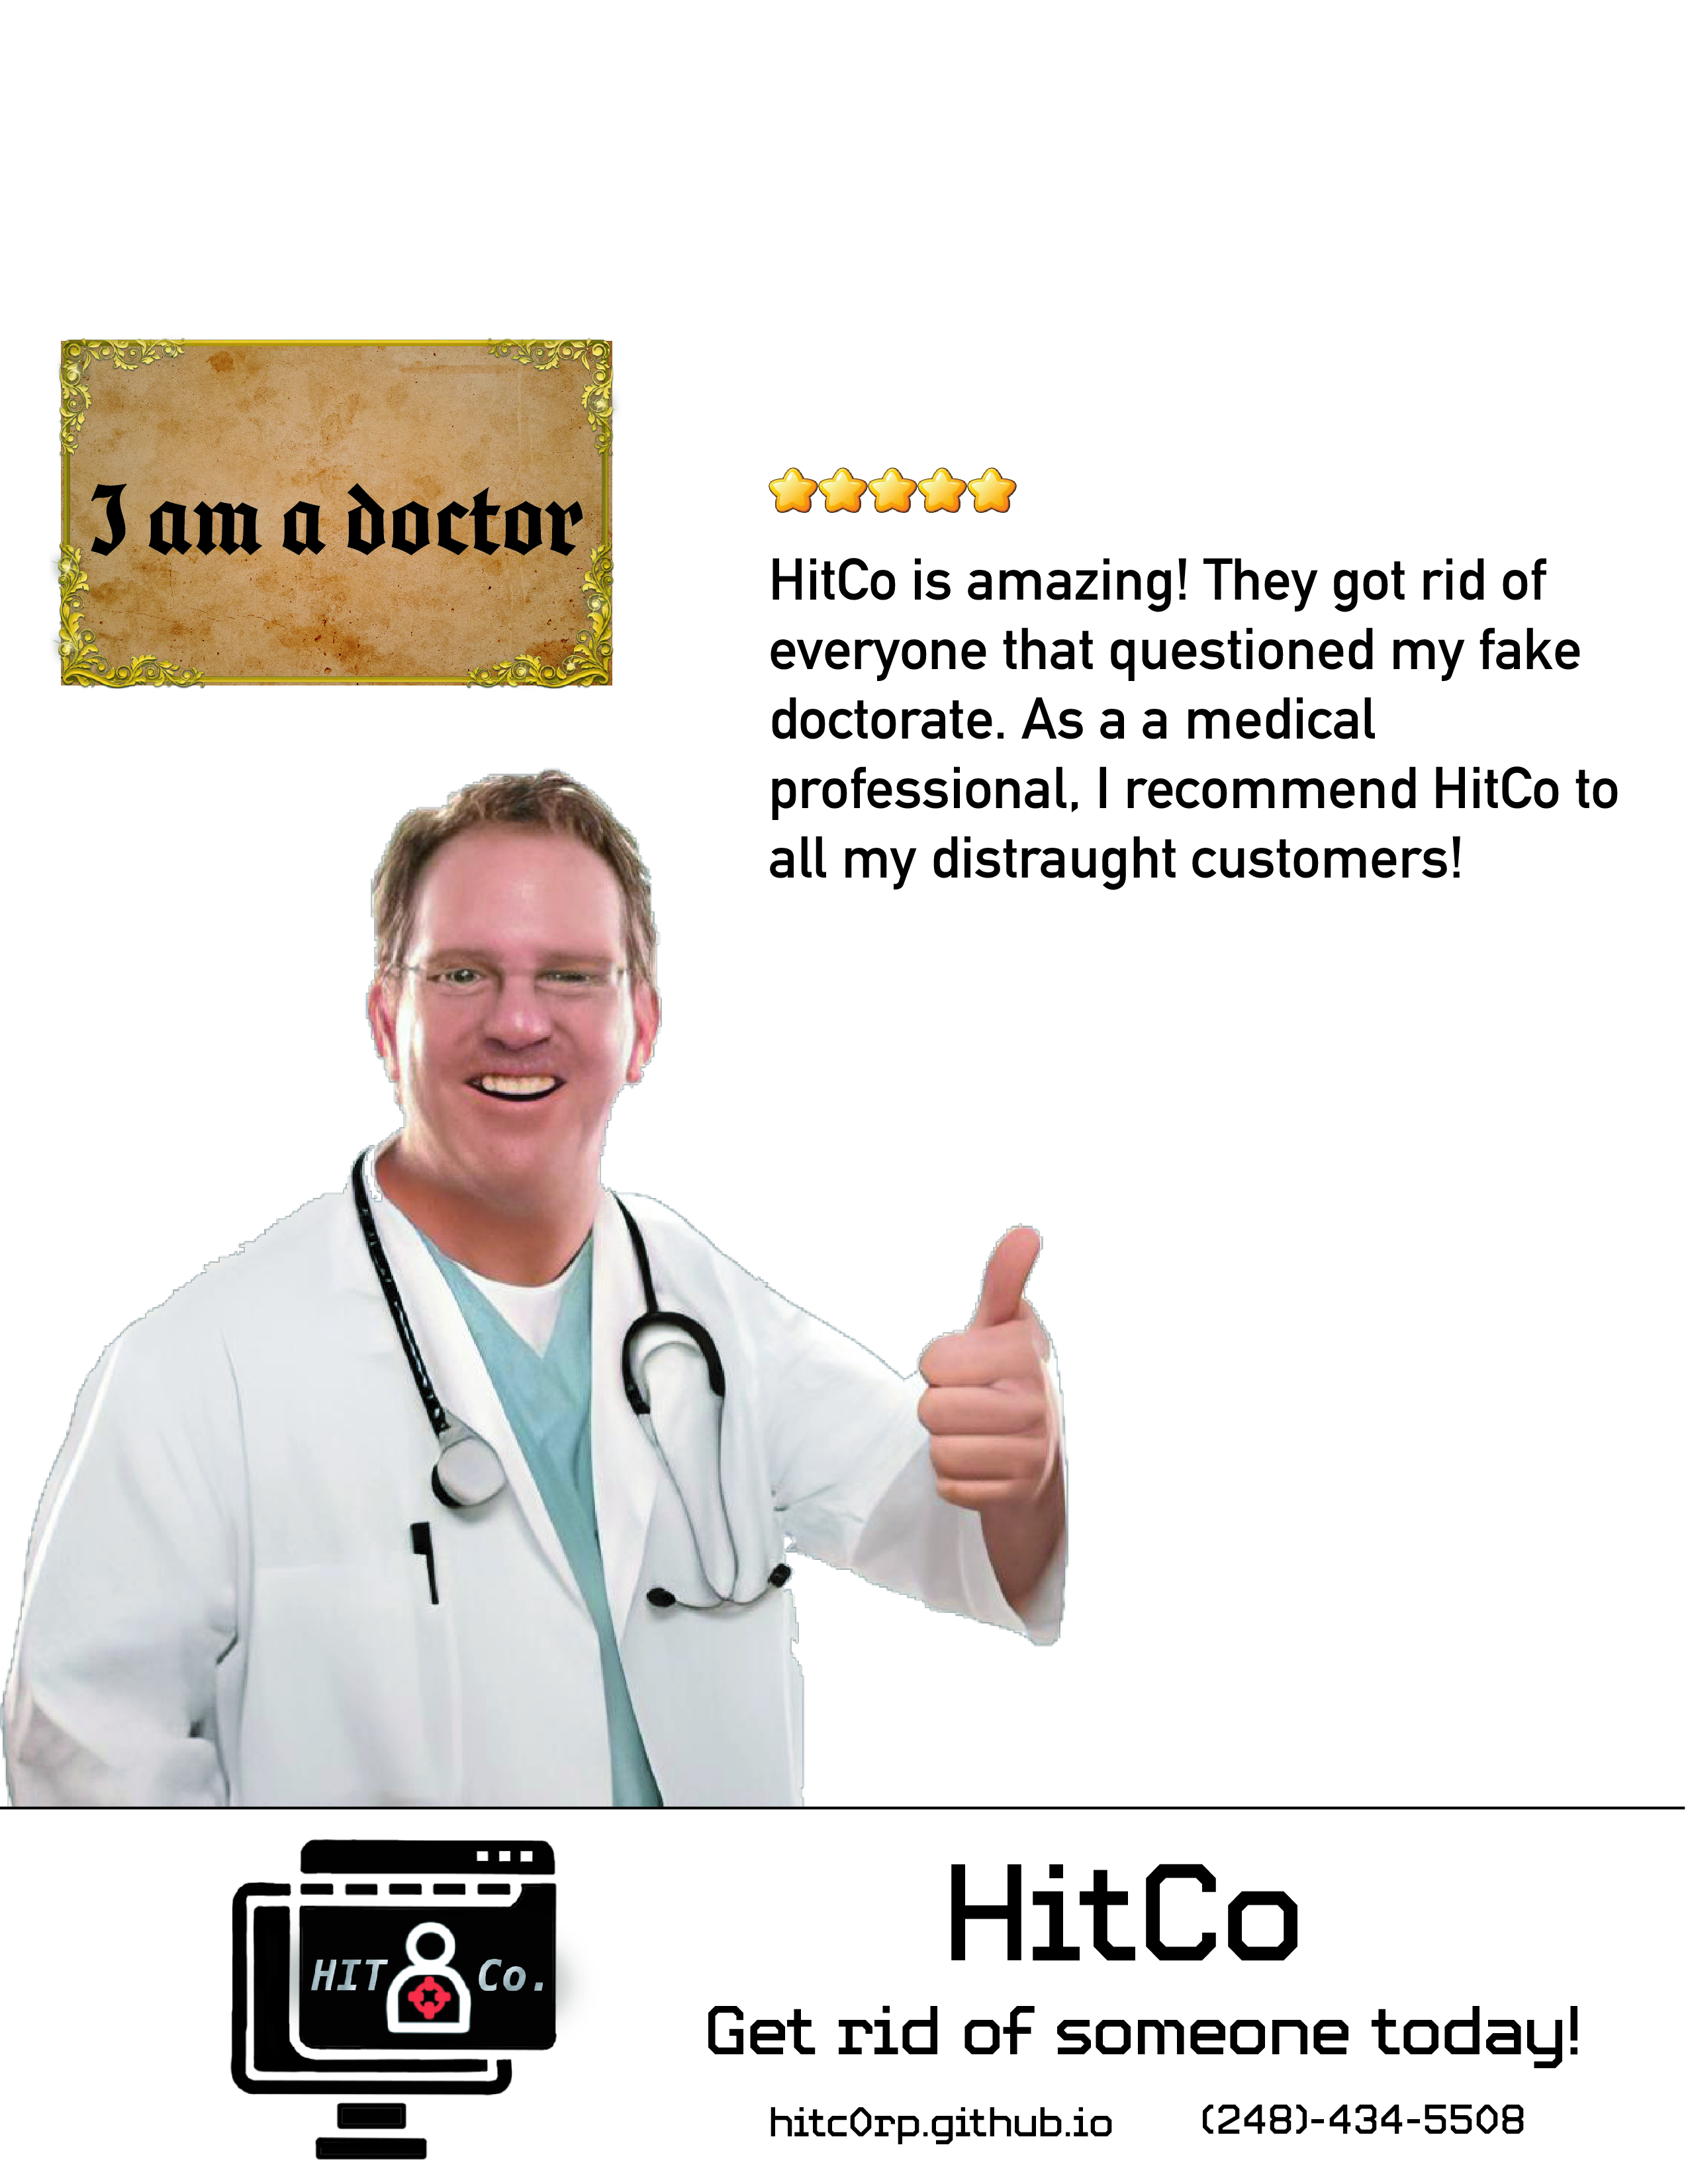 I am a doctor
HitCo is amazing! They got rid of
everyone that questioned my fake
doctorate. As a a medical
professional, I recommend HitCo to
all my distraught customers!
HIT Co.
HitCo
Get rid of someone today!
hitc0rp.github.io (248)-434-5508